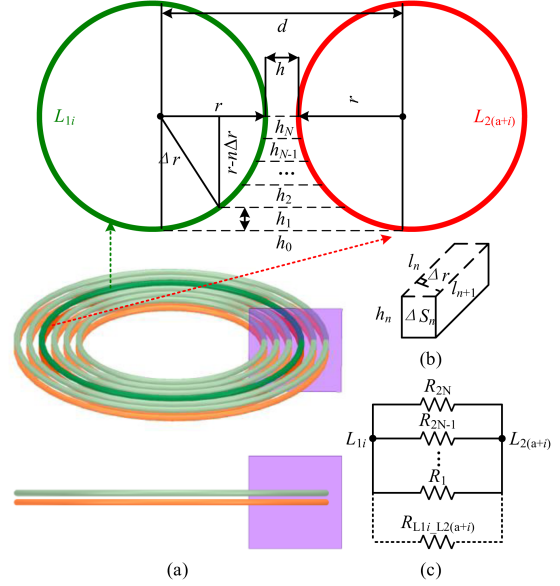 d
h
L1i
r
r
L2(a+i)
hN
Δr
r-nΔr
hN-1
...
h2
h1
h0
ln
Δr
ln+1
hn
ΔSn
(b)
R2N
L1i
R2N-1
L2(a+i)
...
R1
RL1i_L2(a+i)
(a)
(c)